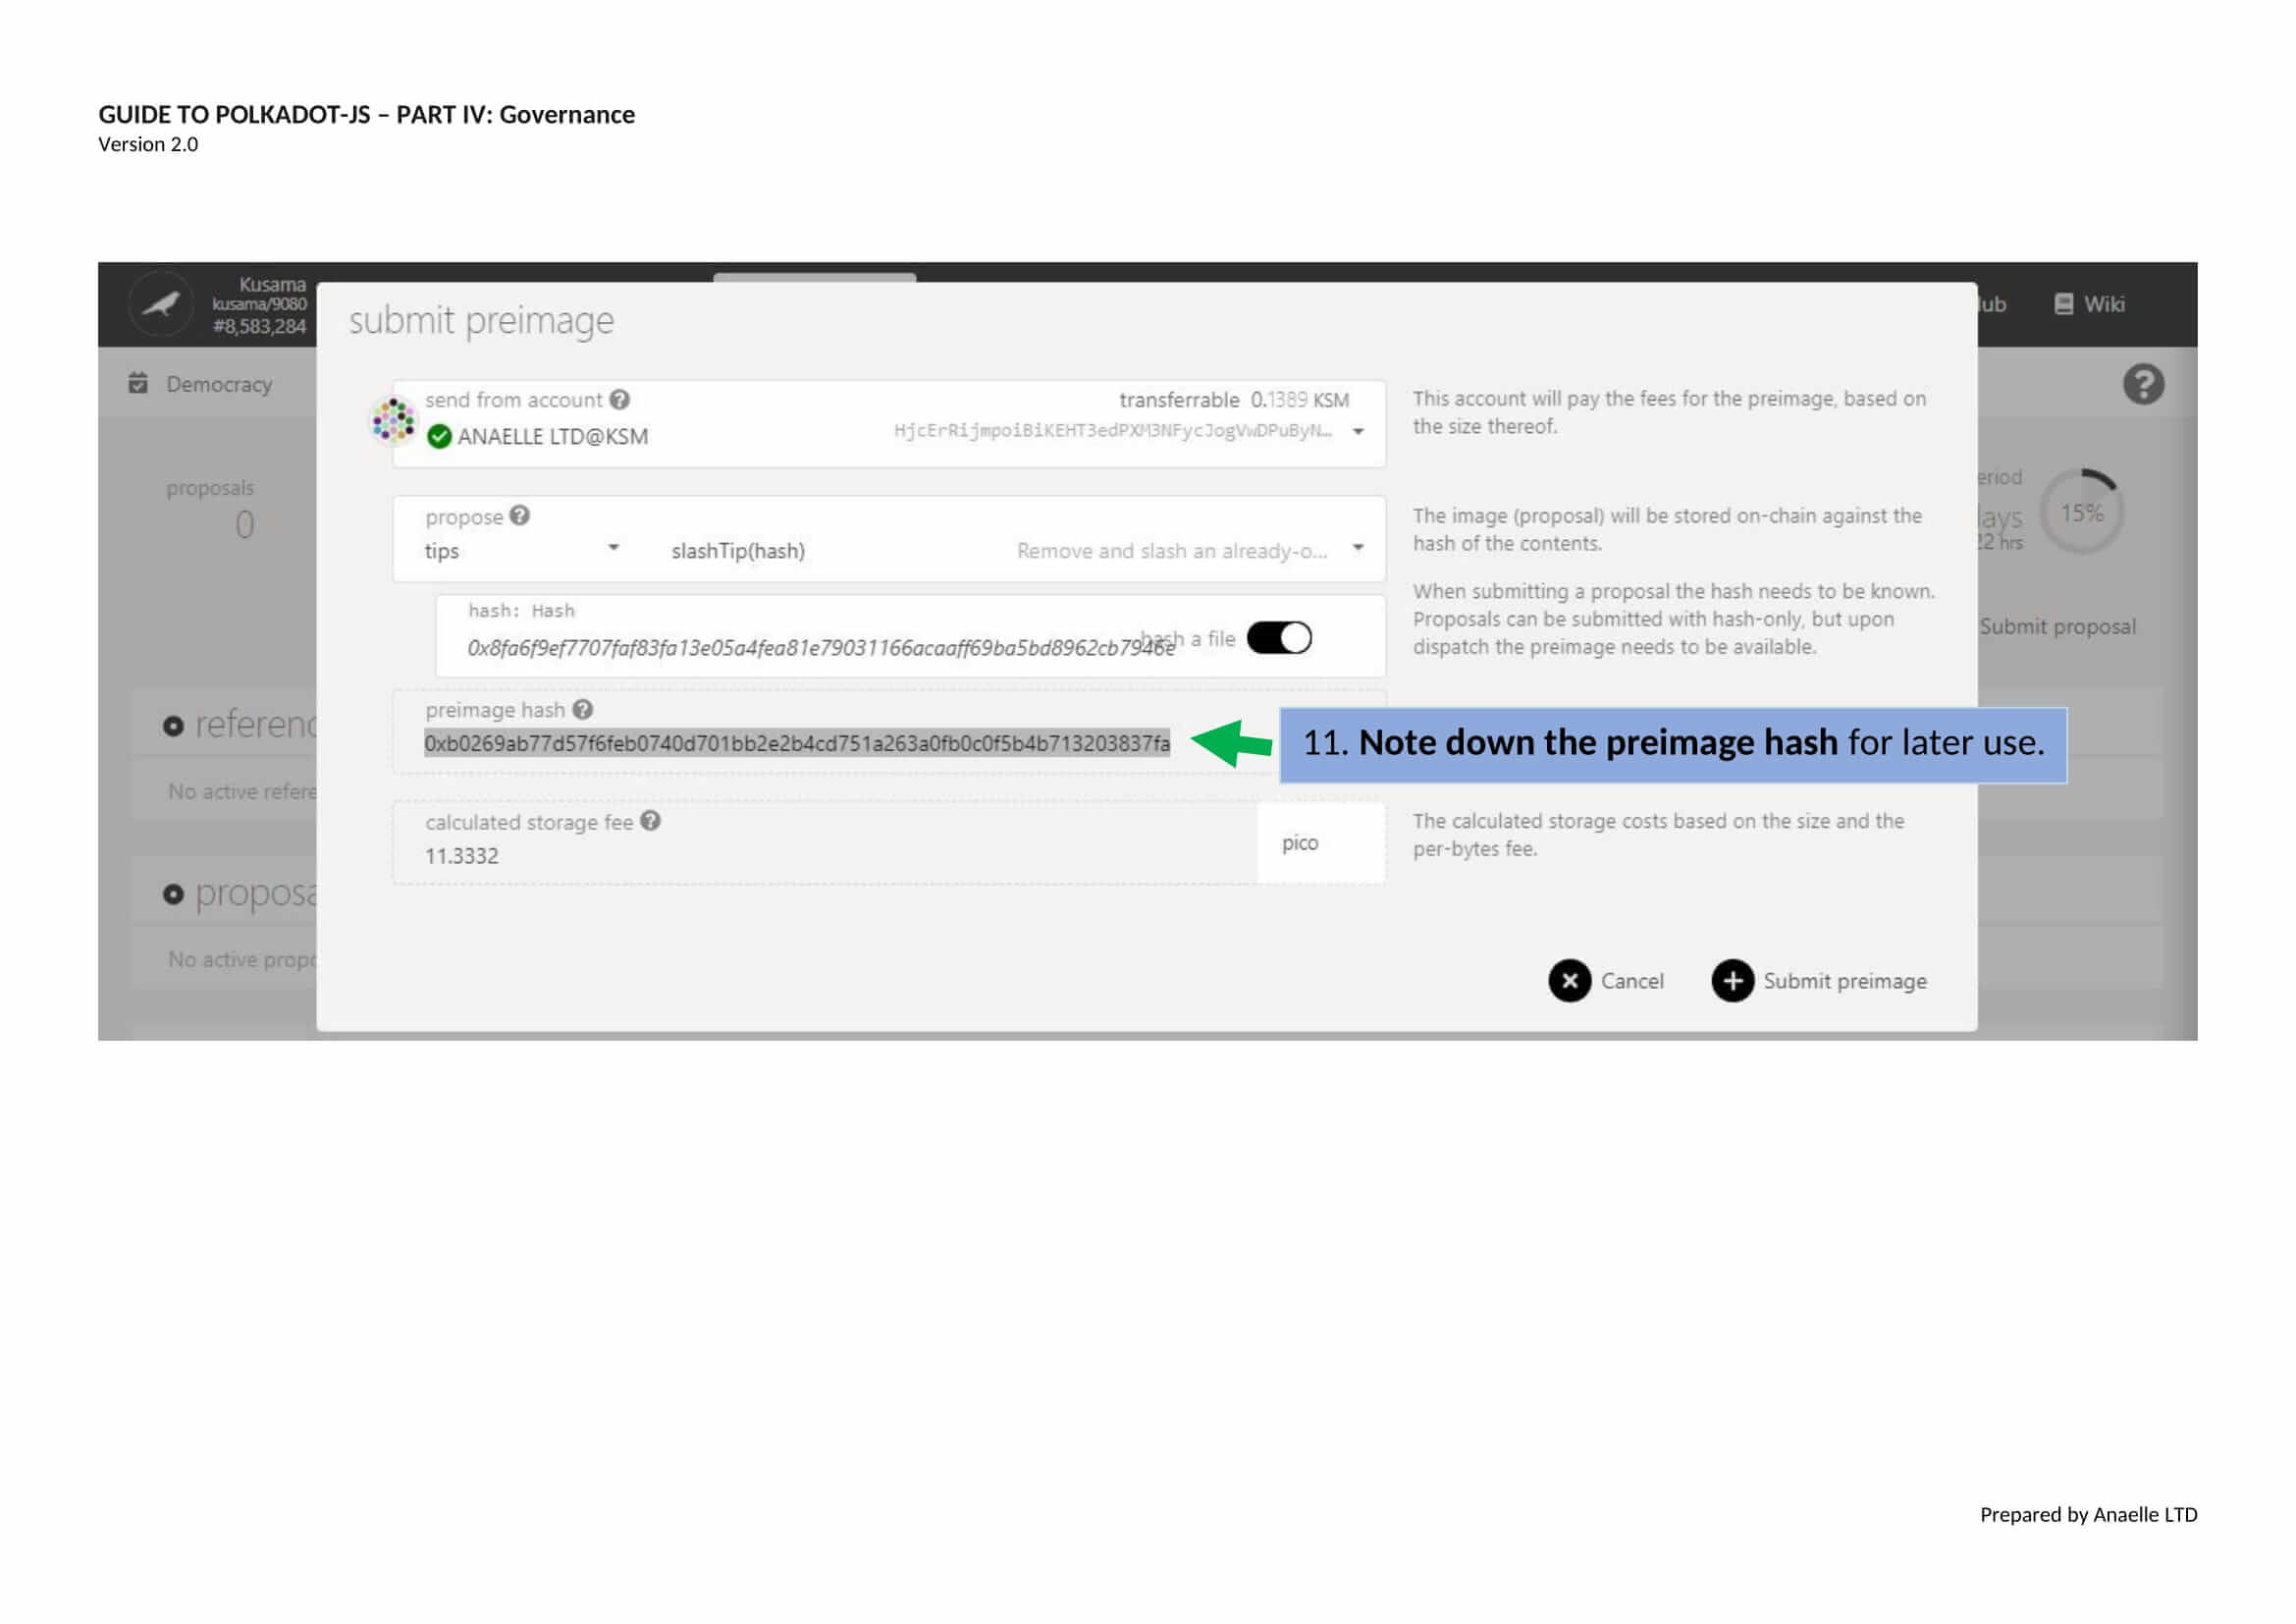 GUIDE TO POLKADOT-JS – PART IV: Governance
Version 2.0
Kusama
kusama/9080
#8,583,284
lub
Wiki
submit preimage
Democracy
send from account
transferrable 0.1389 KSM
ANAELLE LTD@KSM
HjcErRijmpoiBiKEHT3edPXM3NFycJogVwDPuByN...
This account will pay the fees for the preimage, based on
the size thereof.
proposals
0
eriod
lays
22 hrs
15%
propose
tips
slashTip(hash)
Remove and slash an already-o...
The image (proposal) will be stored on-chain against the
hash of the contents.
When submitting a proposal the hash needs to be known.
Proposals can be submitted with hash-only, but upon
dispatch the preimage needs to be available.
hash: Hash
0x8fa6f9ef7707faf83fa13e05a4fea81e79031166acaaff69ba5bd8962cb7946e
hash a file
Submit proposal
referenc
No active refere
preimage hash
0xb0269ab77d57f6feb0740d701bb2e2b4cd751a263a0fb0c0f5b4b713203837fa
11. Note down the preimage hash for later use.
calculated storage fee
11.3332
pico
The calculated storage costs based on the size and the
per-bytes fee.
proposa
No active propo
Cancel
Submit preimage
Prepared by Anaelle LTD